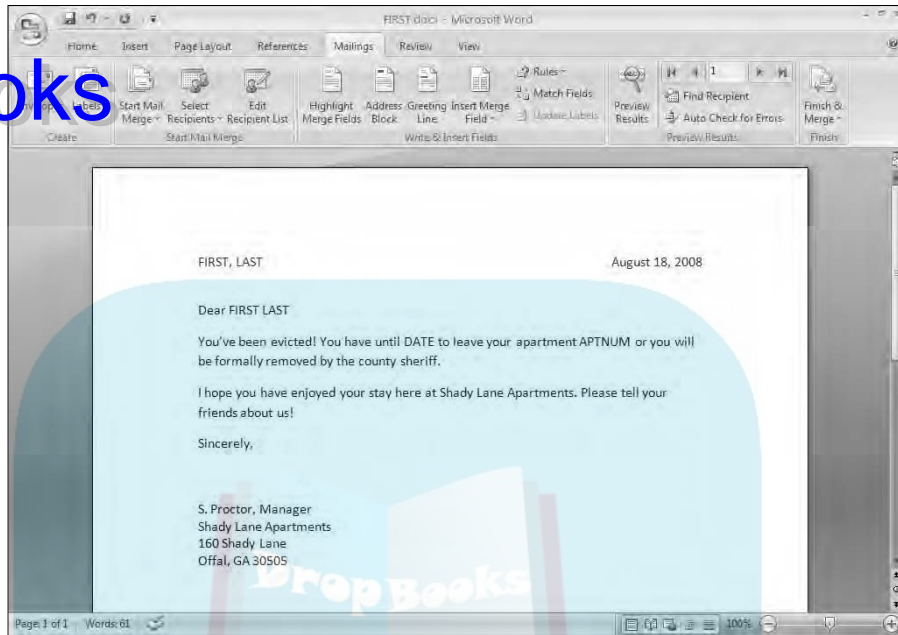 FIRST.docx - Microsoft Word
Home Insert Page Layout References Mailings Review View
oks
Labels Start Mail Merge Select Recipients Edit Recipient List Highlight Merge Fields Address Block Greeting Line Insert Merge Field Rules Match Fields Update Labels Preview Results 1 Find Recipient Auto Check for Errors Finish & Merge
Create Start Mail Merge Write & Insert Fields Preview Results Finish
FIRST, LAST August 18, 2008
Dear FIRST LAST
You've been evicted! You have until DATE to leave your apartment APTNUM or you will
be formally removed by the county sheriff.
I hope you have enjoyed your stay here at Shady Lane Apartments. Please tell your
friends about us!
Sincerely,
S. Proctor, Manager
Shady Lane Apartments
160 Shady Lane
Offal, GA 30505
DropBooks
Page: 1 of 1 Words: 61 100%